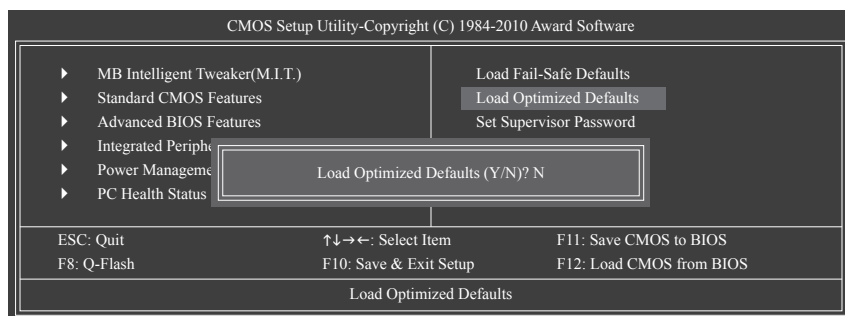 CMOS Setup Utility-Copyright (C) 1984-2010 Award Software
MB Intelligent Tweaker(M.I.T.)
Standard CMOS Features
Advanced BIOS Features
Integrated Periphe
Power Manageme
PC Health Status
Load Fail-Safe Defaults
Load Optimized Defaults
Set Supervisor Password
Load Optimized Defaults (Y/N)? N
ESC: Quit
↑↓→←: Select Item
F11: Save CMOS to BIOS
F8: Q-Flash
F10: Save & Exit Setup
F12: Load CMOS from BIOS
Load Optimized Defaults